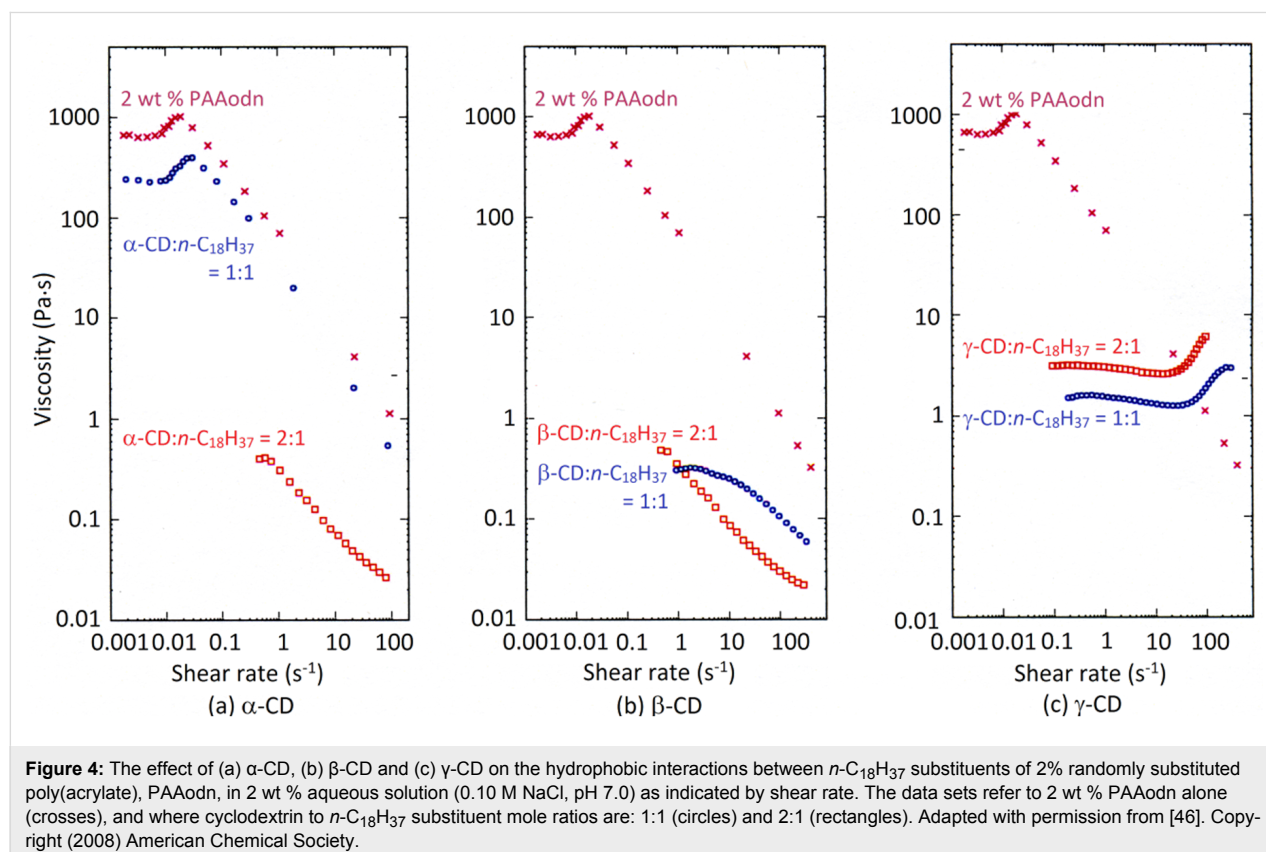 2 wt % PAAodn
α-CD:n-C18H37
= 1:1
α-CD:n-C18H37 = 2:1
Viscosity (Pa·s)
1000
100
10
1
0.1
0.01
0.001 0.01 0.1 1 10 100
Shear rate (s-1)
(a) α-CD
2 wt % PAAodn
β-CD:n-C18H37 = 2:1
β-CD:n-C18H37
= 1:1
1000
100
10
1
0.1
0.01
0.001 0.01 0.1 1 10 100
Shear rate (s-1)
(b) β-CD
2 wt % PAAodn
γ-CD:n-C18H37 = 2:1
γ-CD:n-C18H37 = 1:1
1000
100
10
1
0.1
0.01
0.001 0.01 0.1 1 10 100
Shear rate (s-1)
(c) γ-CD
Figure 4: The effect of (a) α-CD, (b) β-CD and (c) γ-CD on the hydrophobic interactions between n-C18H37 substituents of 2% randomly substituted
poly(acrylate), PAAodn, in 2 wt % aqueous solution (0.10 M NaCl, pH 7.0) as indicated by shear rate. The data sets refer to 2 wt % PAAodn alone
(crosses), and where cyclodextrin to n-C18H37 substituent mole ratios are: 1:1 (circles) and 2:1 (rectangles). Adapted with permission from [46]. Copy-
right (2008) American Chemical Society.